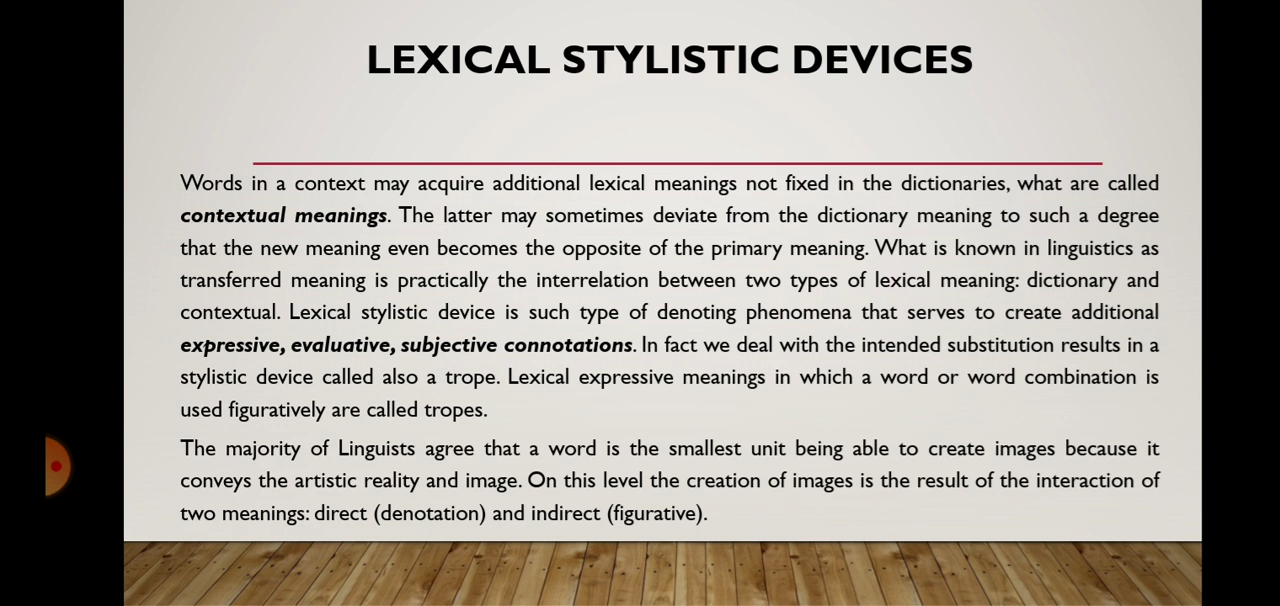 LEXICAL STYLISTIC DEVICES
Words in a context may acquire additional lexical meanings not fixed in the dictionaries, what are called
contextual meanings. The latter may sometimes deviate from the dictionary meaning to such a degree
that the new meaning even becomes the opposite of the primary meaning. What is known in linguistics as
transferred meaning is practically the interrelation between two types of lexical meaning: dictionary and
contextual. Lexical stylistic device is such type of denoting phenomena that serves to create additional
expressive, evaluative, subjective connotations. In fact we deal with the intended substitution results in a
stylistic device called also a trope. Lexical expressive meanings in which a word or word combination is
used figuratively are called tropes.
The majority of Linguists agree that a word is the smallest unit being able to create images because it
conveys the artistic reality and image. On this level the creation of images is the result of the interaction of
two meanings: direct (denotation) and indirect (figurative).